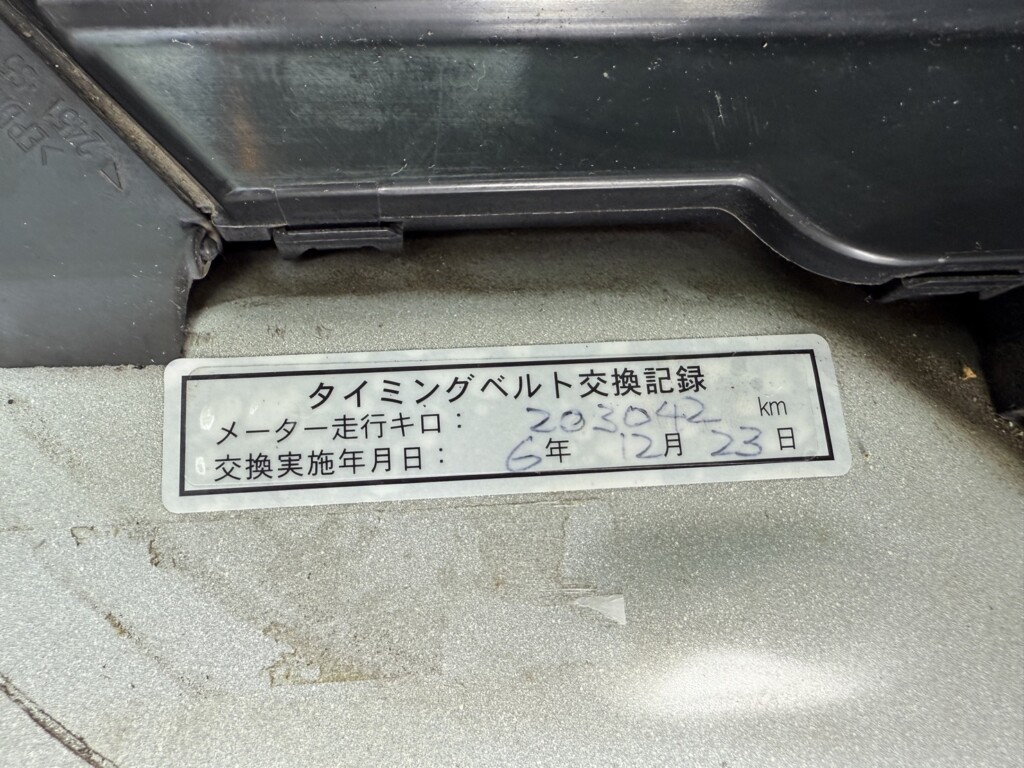 タイミングベルト交換記録
メーター走行キロ： 203042 km
交換実施年月日： 6年 12月 23日